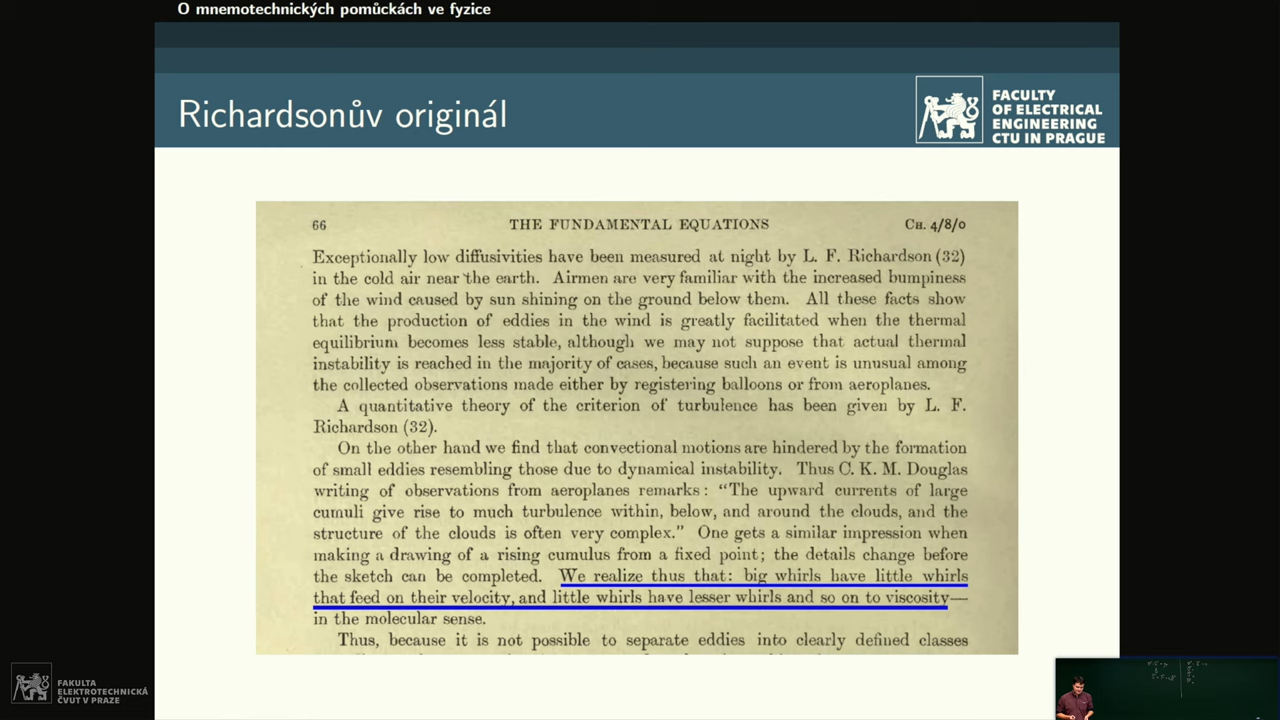 O mnemotechnických pomůckách ve fyzice
Richardsonův originál
FACULTY
OF ELECTRICAL
ENGINEERING
CTU IN PRAGUE
66 THE FUNDAMENTAL EQUATIONS Ch. 4/8/0
Exceptionally low diffusivities have been measured at night by L. F. Richardson (32)
in the cold air near the earth. Airmen are very familiar with the increased bumpiness
of the wind caused by sun shining on the ground below them. All these facts show
that the production of eddies in the wind is greatly facilitated when the thermal
equilibrium becomes less stable, although we may not suppose that actual thermal
instability is reached in the majority of cases, because such an event is unusual among
the collected observations made either by registering balloons or from aeroplanes.
A quantitative theory of the criterion of turbulence has been given by L. F.
Richardson (32).
On the other hand we find that convectional motions are hindered by the formation
of small eddies resembling those due to dynamical instability. Thus C. K. M. Douglas
writing of observations from aeroplanes remarks: "The upward currents of large
cumuli give rise to much turbulence within, below, and around the clouds, and the
structure of the clouds is often very complex." One gets a similar impression when
making a drawing of a rising cumulus from a fixed point; the details change before
the sketch can be completed. We realize thus that: big whirls have little whirls
that feed on their velocity, and little whirls have lesser whirls and so on to viscosity—
in the molecular sense.
Thus, because it is not possible to separate eddies into clearly defined classes
FAKULTA
ELEKTROTECHNICKÁ
ČVUT V PRAZE